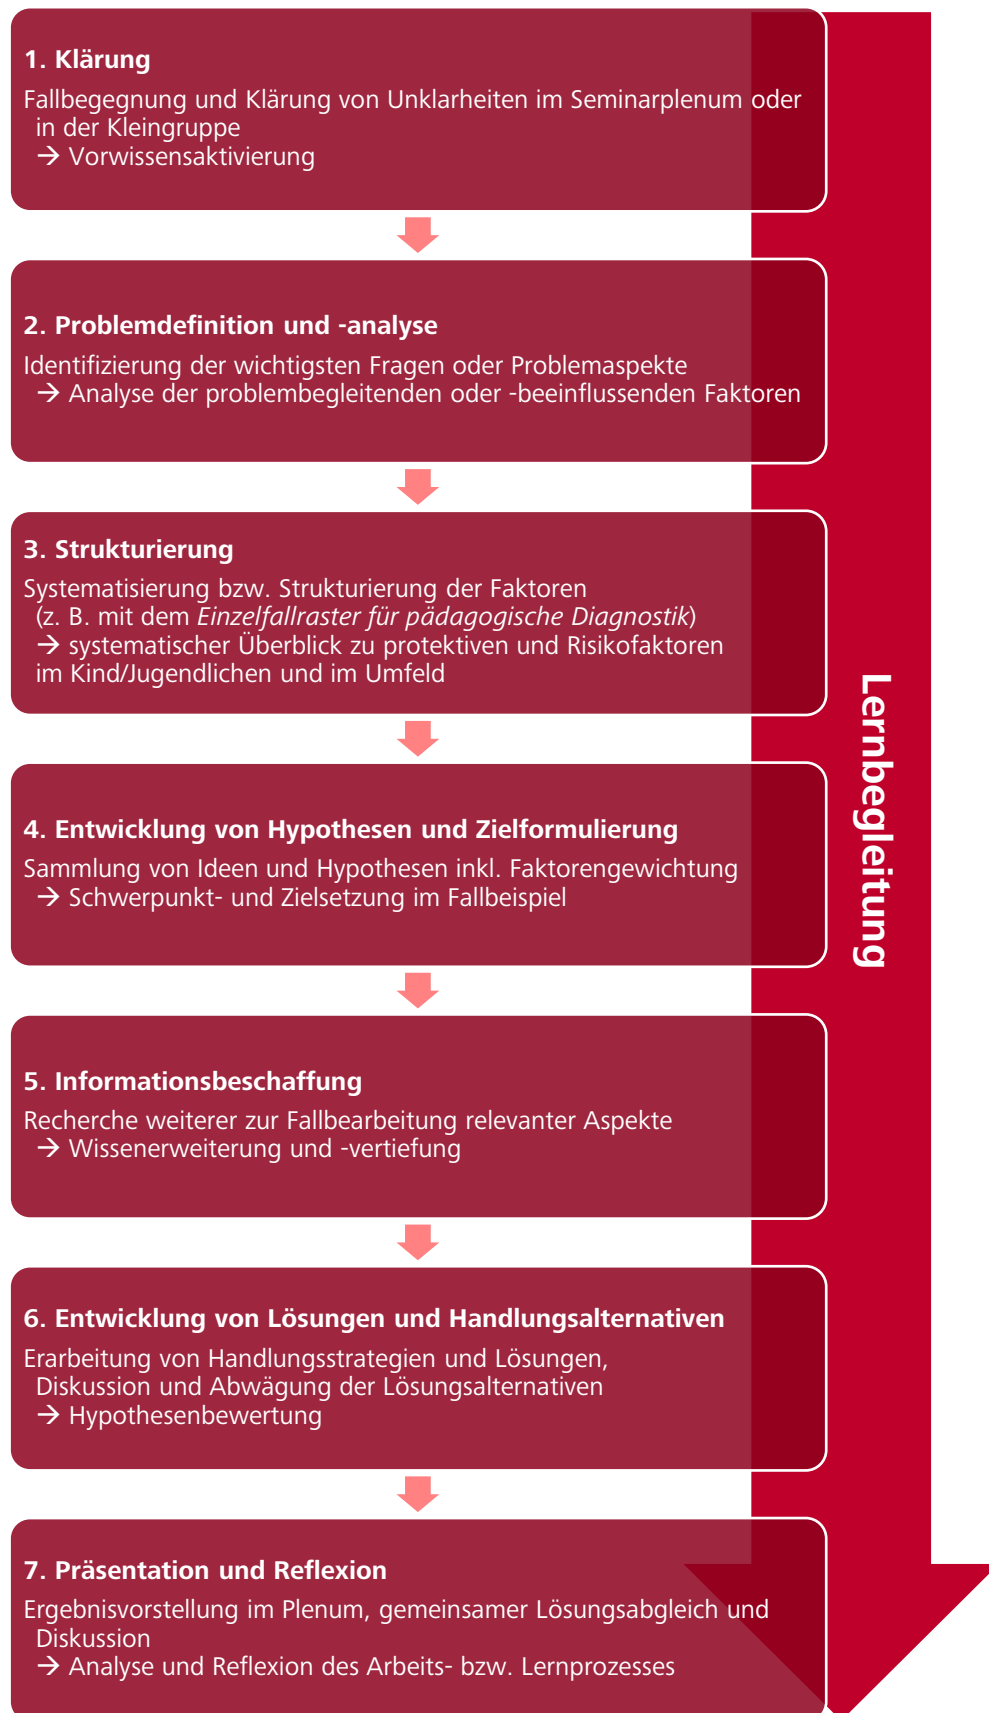 1. Klärung
Fallbegegnung und Klärung von Unklarheiten im Seminarplenum oder
in der Kleingruppe
→ Vorwissensaktivierung
2. Problemdefinition und -analyse
Identifizierung der wichtigsten Fragen oder Problemaspekte
→ Analyse der problembegleitenden oder -beeinflussenden Faktoren
3. Strukturierung
Systematisierung bzw. Strukturierung der Faktoren
(z. B. mit dem Einzelfallraster für pädagogische Diagnostik)
→ systematischer Überblick zu protektiven und Risikofaktoren
im Kind/Jugendlichen und im Umfeld
4. Entwicklung von Hypothesen und Zielformulierung
Sammlung von Ideen und Hypothesen inkl. Faktorengewichtung
→ Schwerpunkt- und Zielsetzung im Fallbeispiel
5. Informationsbeschaffung
Recherche weiterer zur Fallbearbeitung relevanter Aspekte
→ Wissenerweiterung und -vertiefung
6. Entwicklung von Lösungen und Handlungsalternativen
Erarbeitung von Handlungsstrategien und Lösungen,
Diskussion und Abwägung der Lösungsalternativen
→ Hypothesenbewertung
7. Präsentation und Reflexion
Ergebnisvorstellung im Plenum, gemeinsamer Lösungsabgleich und
Diskussion
→ Analyse und Reflexion des Arbeits- bzw. Lernprozesses
Lernbegleitung